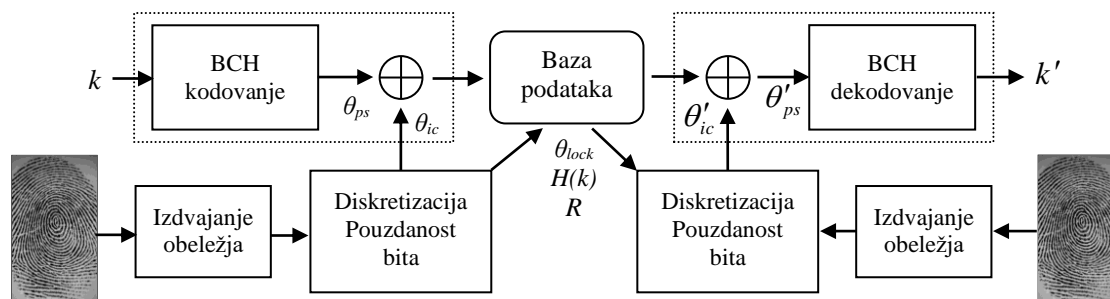 k
BCH
kodovanje
θps
θic
Baza
podataka
θ'ic
θ'ps
BCH
dekodovanje
k'
θlock
H(k)
R
Izdvajanje
obeležja
Diskretizacija
Pouzdanost
bita
Diskretizacija
Pouzdanost
bita
Izdvajanje
obeležja